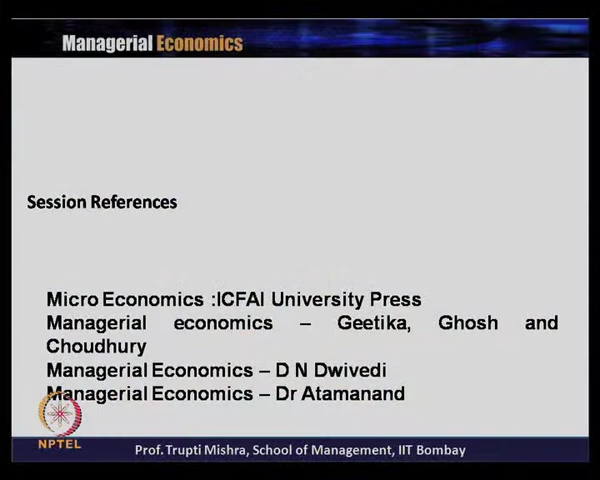 Managerial Economics
Session References
Micro Economics :ICFAI University Press
Managerial economics – Geetika, Ghosh and
Choudhury
Managerial Economics – D N Dwivedi
Managerial Economics – Dr Atamanand
NPTEL
Prof. Trupti Mishra, School of Management, IIT Bombay